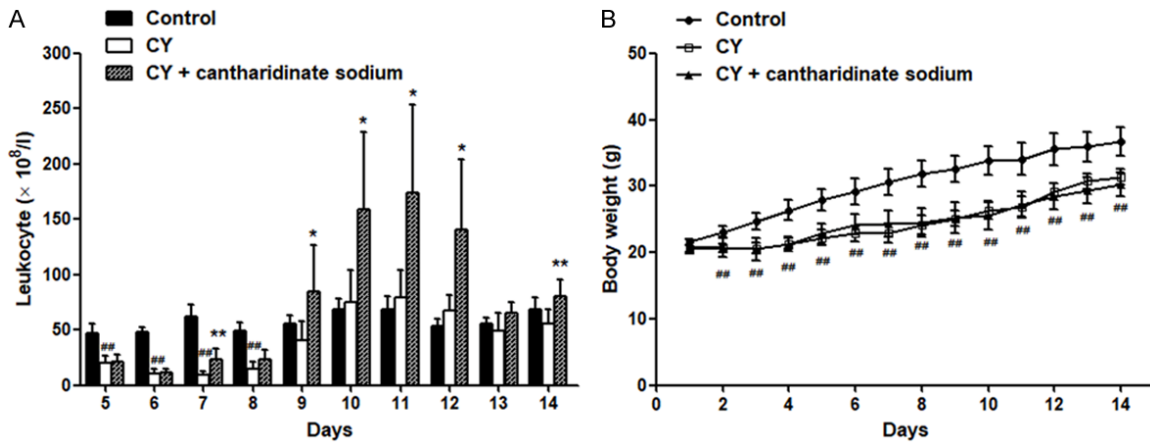 A
Control
CY
CY + cantharidinate sodium
Leukocyte (× 10⁸/l)
300
250
200
150
100
50
0
## ## ## ** ## * * * * **
5 6 7 8 9 10 11 12 13 14
Days
B
Control
CY
CY + cantharidinate sodium
Body weight (g)
50
40
30
20
10
0
## ## ## ## ## ## ## ## ## ## ## ## ##
0 2 4 6 8 10 12 14
Days